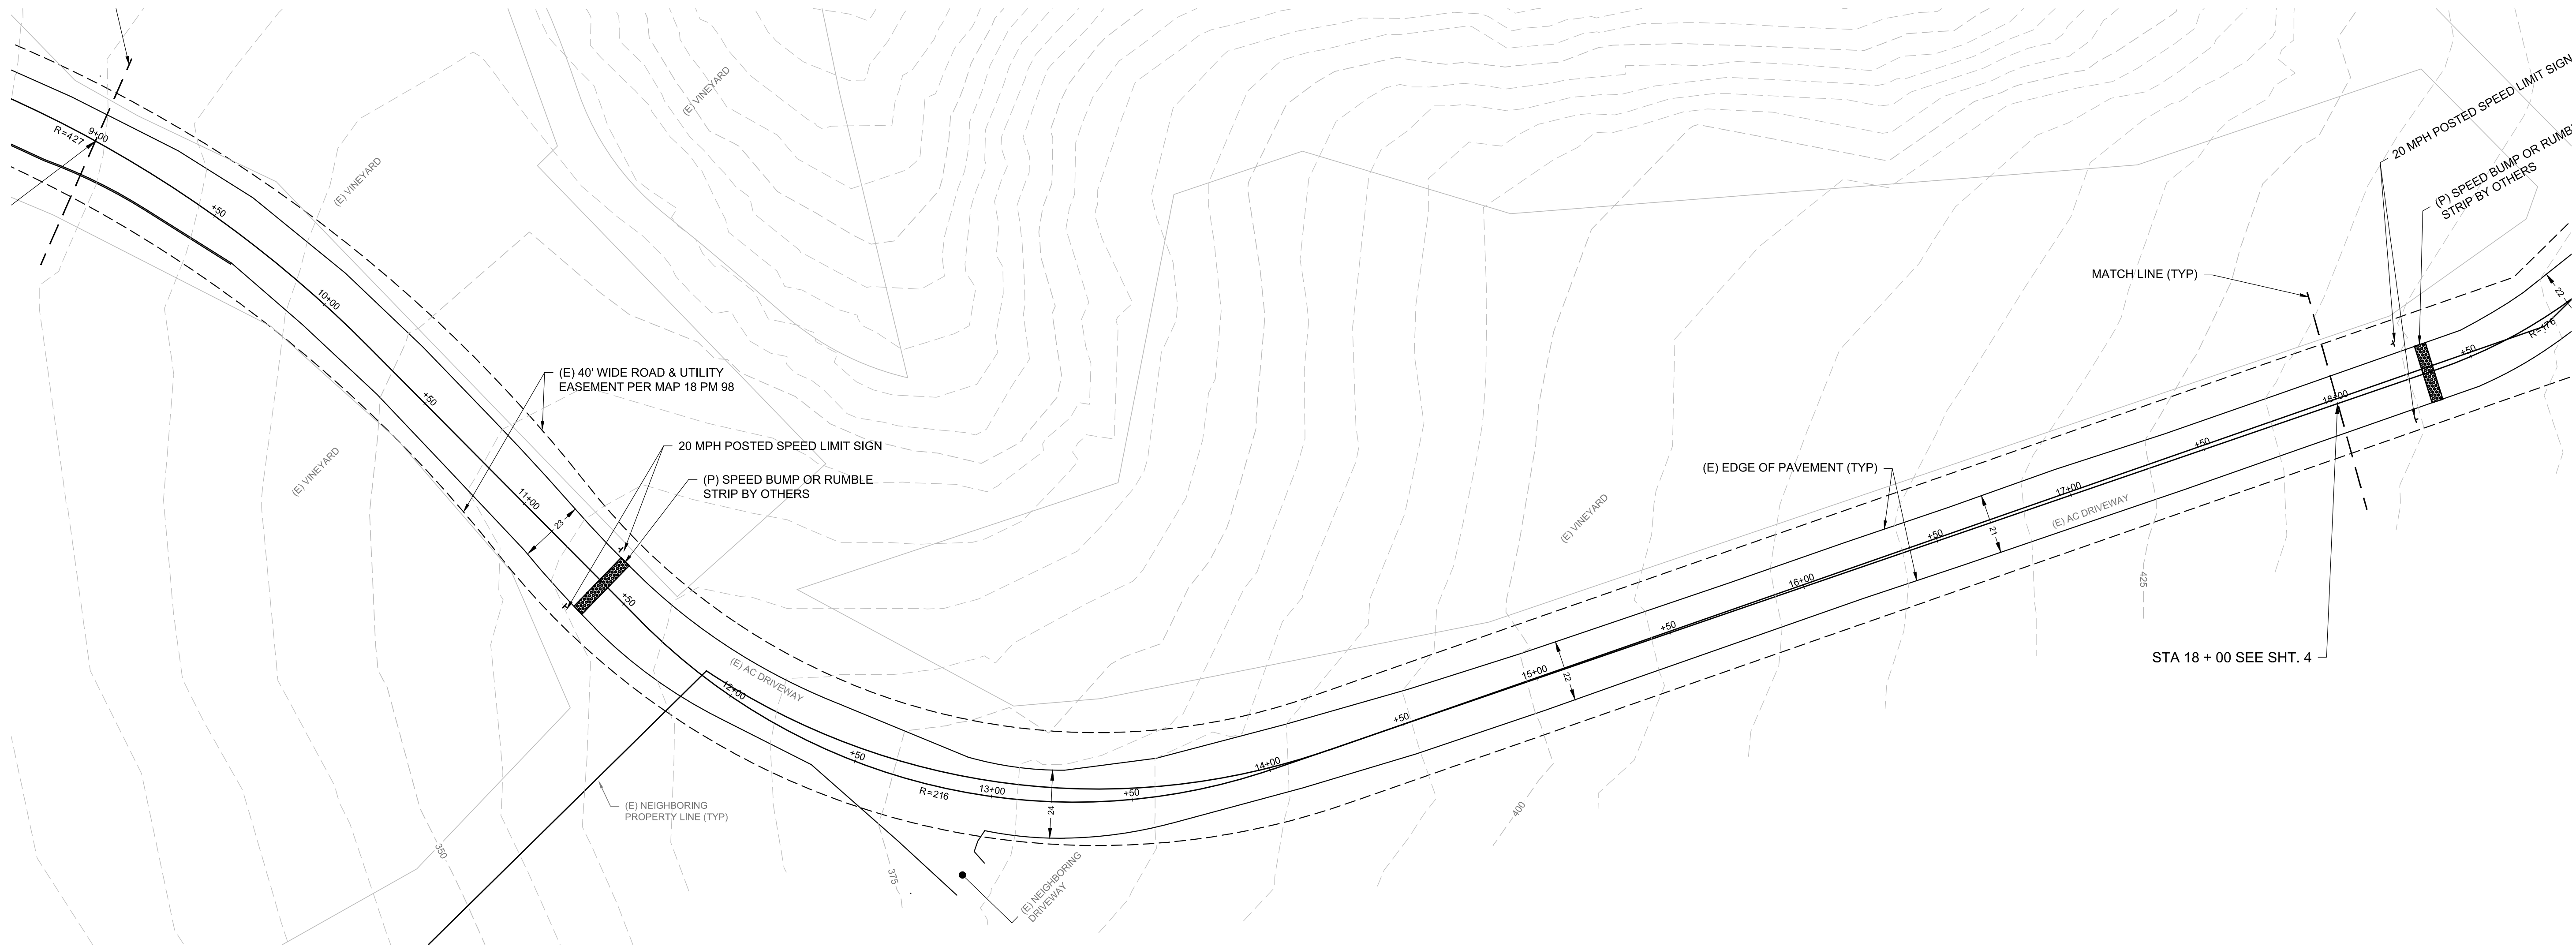 9+00
R=427
+50
(E) VINEYARD
(E) VINEYARD
10+00
+50
(E) 40' WIDE ROAD & UTILITY
EASEMENT PER MAP 18 PM 98
(E) VINEYARD
20 MPH POSTED SPEED LIMIT SIGN
(P) SPEED BUMP OR RUMBLE
STRIP BY OTHERS
11+00
23
+50
(E) AC DRIVEWAY
12+00
+50
R=216
13+00
24
+50
14+00
(E) NEIGHBORING
PROPERTY LINE (TYP)
350
375
(E) NEIGHBORING
DRIVEWAY
+50
400
15+00
22
+50
(E) VINEYARD
16+00
+50
(E) EDGE OF PAVEMENT (TYP)
21
17+00
(E) AC DRIVEWAY
425
+50
MATCH LINE (TYP)
18+00
STA 18 + 00 SEE SHT. 4
20 MPH POSTED SPEED LIMIT SIGN
(P) SPEED BUMP OR RUMB
STRIP BY OTHERS
+50
R=176
22